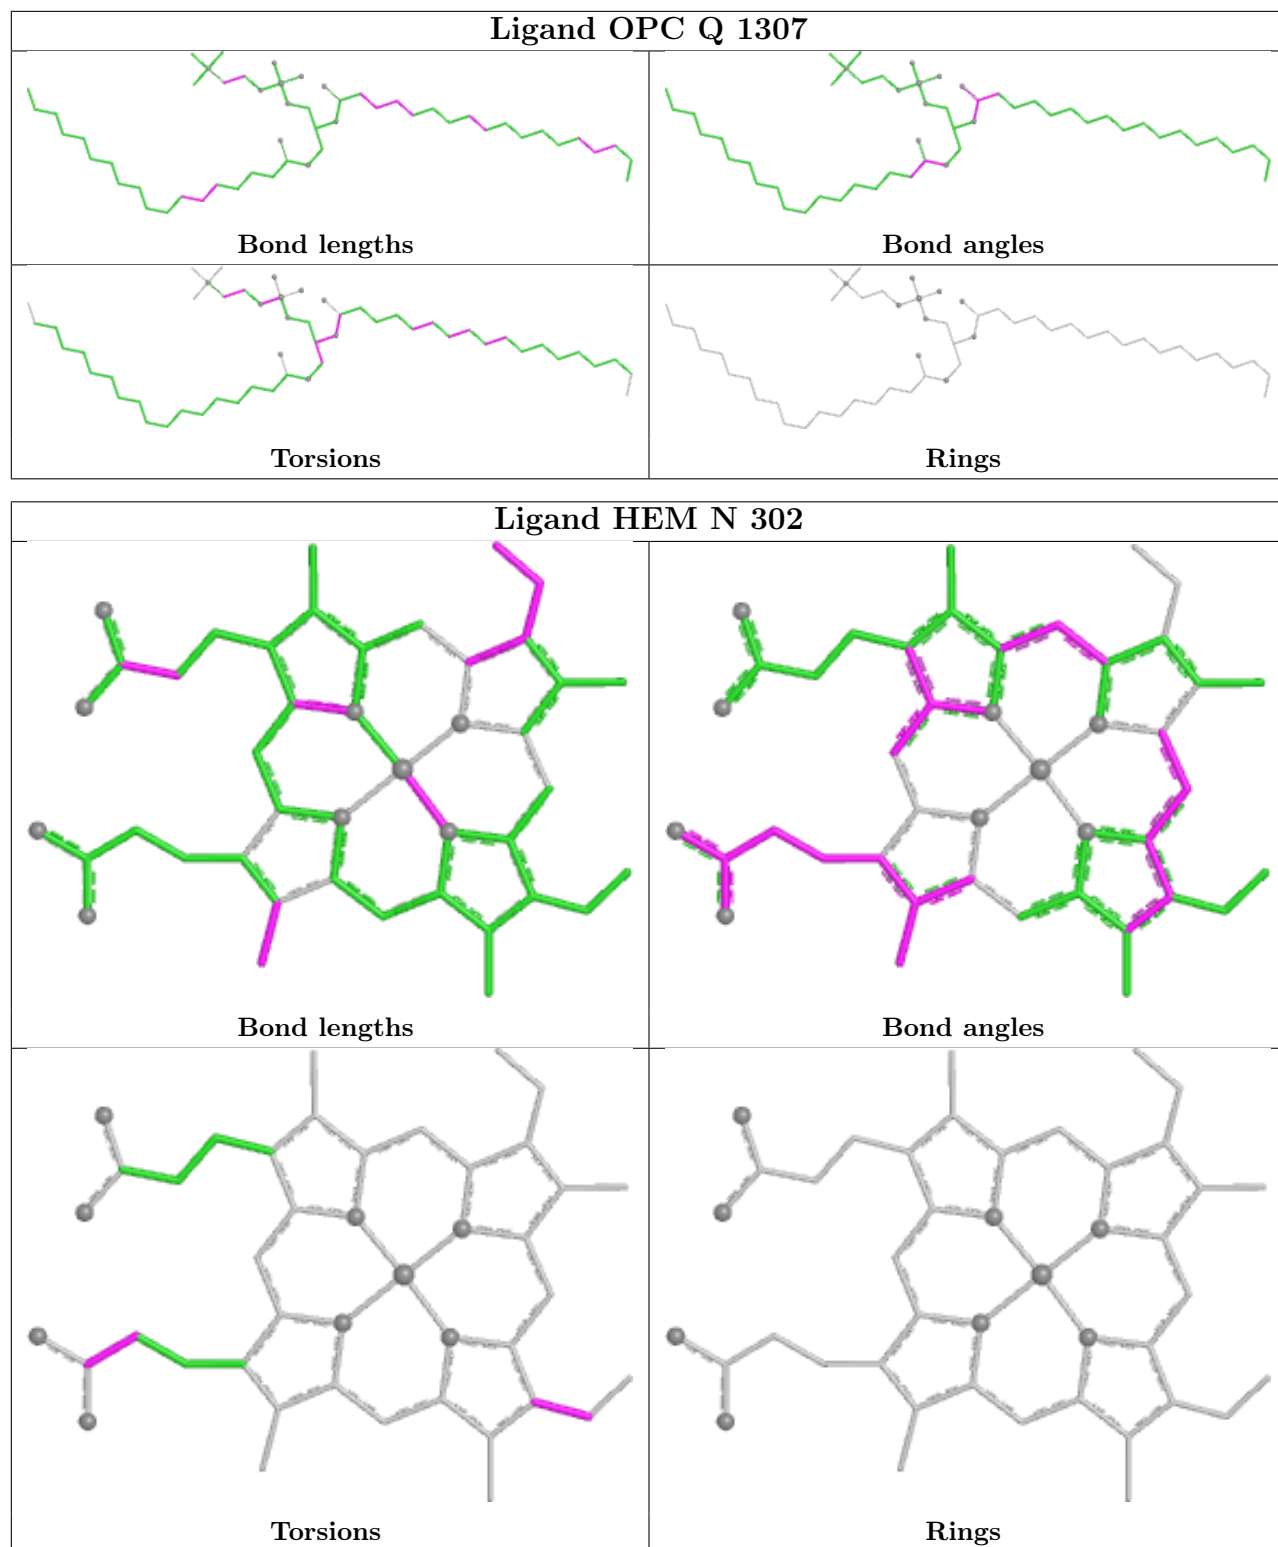 Ligand OPC Q 1307
Bond lengths
Bond angles
Torsions
Rings
Ligand HEM N 302
Bond lengths
Bond angles
Torsions
Rings